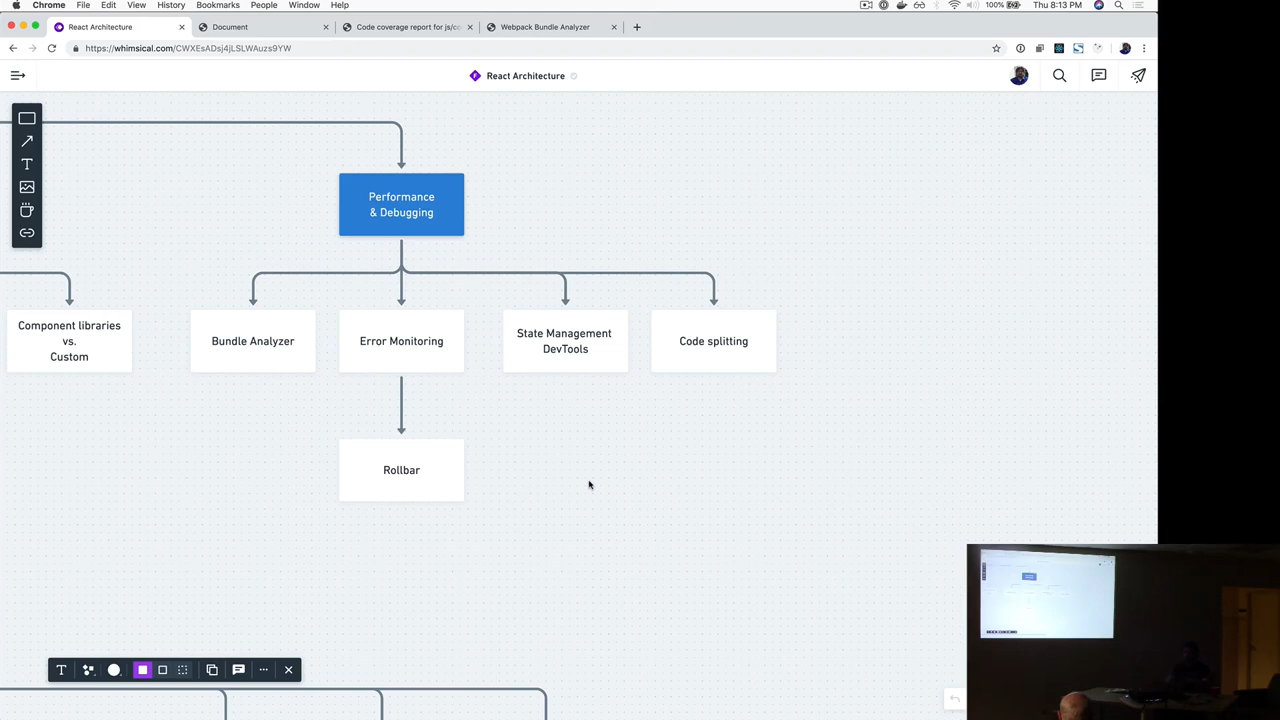 Chrome File Edit View History Bookmarks People Window Help
100% Thu 8:13 PM
React Architecture
Document
Code coverage report for js/co
Webpack Bundle Analyzer
https://whimsical.com/CWXEsADsj4jLSLWAuzs9YW
React Architecture
T
Performance
& Debugging
Component libraries
vs.
Custom
Bundle Analyzer
Error Monitoring
State Management
DevTools
Code splitting
Rollbar
T